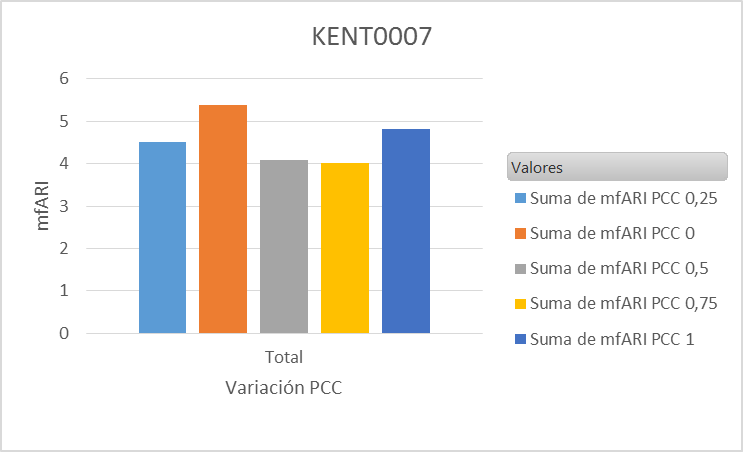 KENT0007
6
5
4
3
2
1
0
mfARI
Total
Variación PCC
Valores
Suma de mfARI PCC 0,25
Suma de mfARI PCC 0
Suma de mfARI PCC 0,5
Suma de mfARI PCC 0,75
Suma de mfARI PCC 1